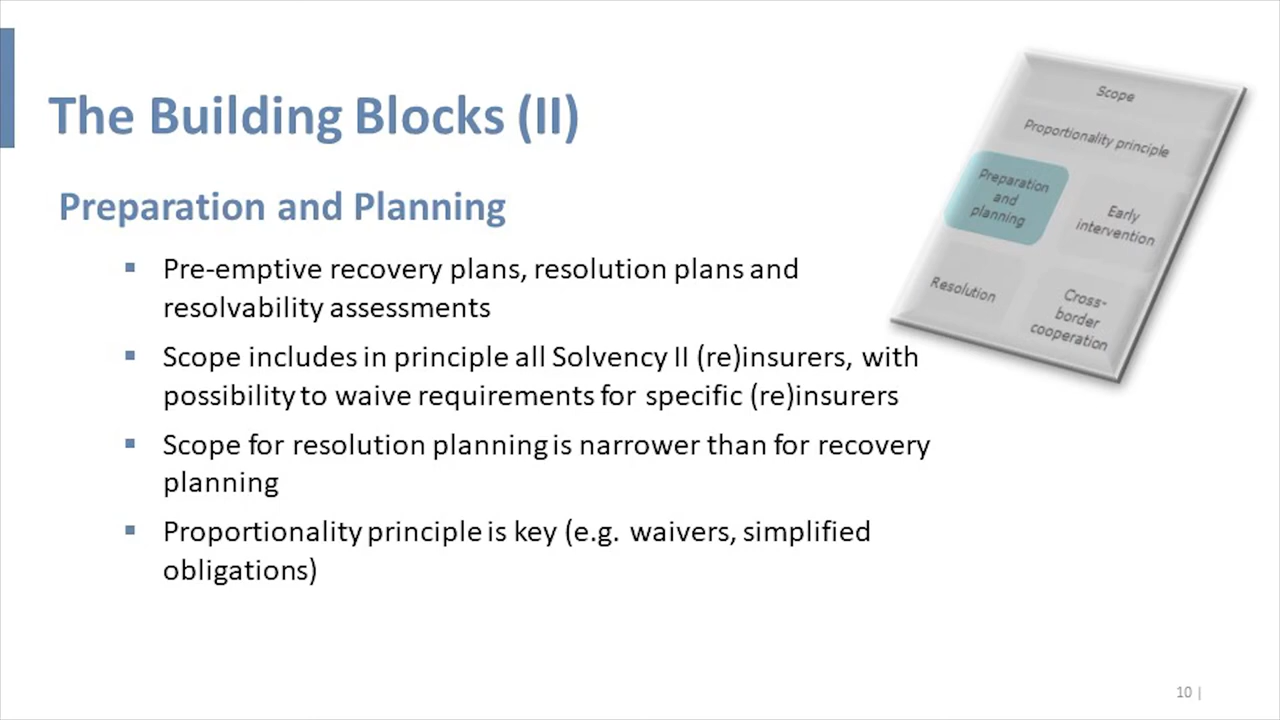 The Building Blocks (II)
Preparation and Planning
▪ Pre-emptive recovery plans, resolution plans and
resolvability assessments
▪ Scope includes in principle all Solvency II (re)insurers, with
possibility to waive requirements for specific (re)insurers
▪ Scope for resolution planning is narrower than for recovery
planning
▪ Proportionality principle is key (e.g. waivers, simplified
obligations)
Scope
Proportionality principle
Preparation
and
planning
Early
intervention
Resolution
Cross-
border
cooperation
10 |